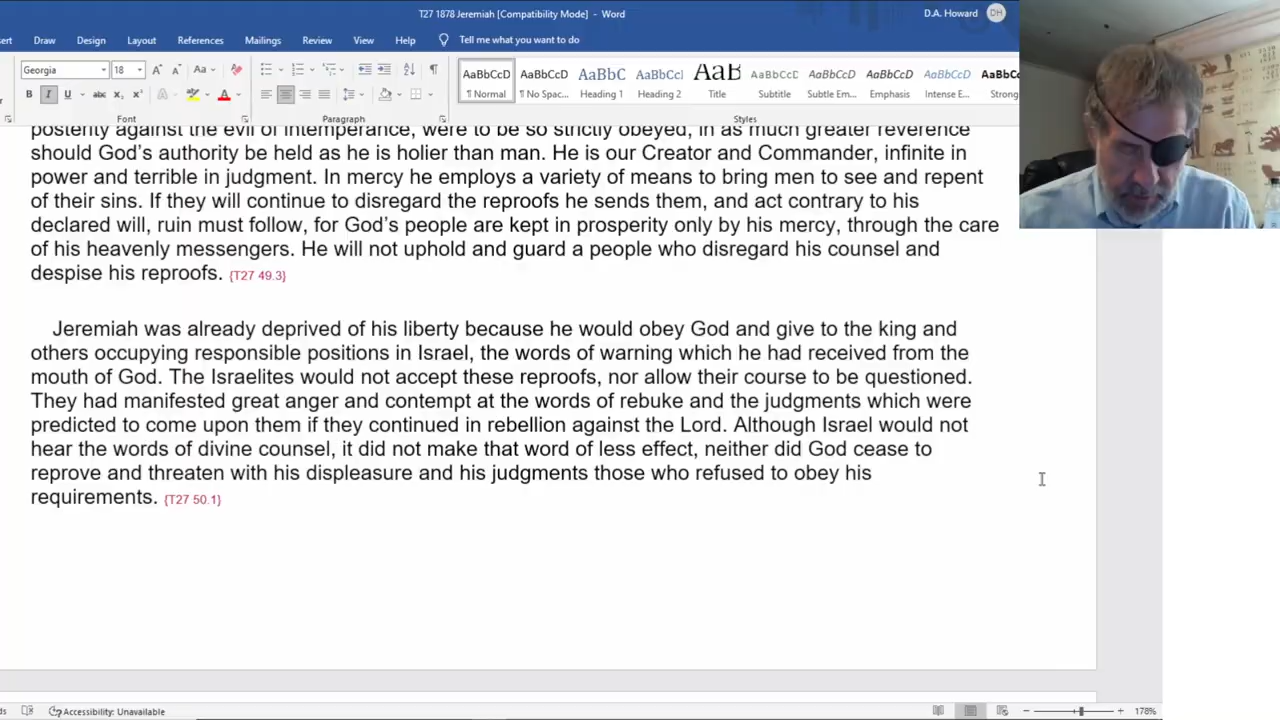 T27 1878 Jeremiah [Compatibility Mode] - Word
D.A. Howard
DH
Draw Design Layout References Mailings Review View Help Tell me what you want to do
Georgia 18
AaBbCcD AaBbCcD AaBbC AaBbCcI AaBb AaBbCcD AaBbCcD AaBbCcD AaBbCcD
¶ Normal ¶ No Spac... Heading 1 Heading 2 Title Subtitle Subtle Em... Emphasis Intense E... Strong
Font Paragraph Styles
posterity against the evil of intemperance, were to be so strictly obeyed, in as much greater reverence
should God's authority be held as he is holier than man. He is our Creator and Commander, infinite in
power and terrible in judgment. In mercy he employs a variety of means to bring men to see and repent
of their sins. If they will continue to disregard the reproofs he sends them, and act contrary to his
declared will, ruin must follow, for God's people are kept in prosperity only by his mercy, through the care
of his heavenly messengers. He will not uphold and guard a people who disregard his counsel and
despise his reproofs. {T27 49.3}
Jeremiah was already deprived of his liberty because he would obey God and give to the king and
others occupying responsible positions in Israel, the words of warning which he had received from the
mouth of God. The Israelites would not accept these reproofs, nor allow their course to be questioned.
They had manifested great anger and contempt at the words of rebuke and the judgments which were
predicted to come upon them if they continued in rebellion against the Lord. Although Israel would not
hear the words of divine counsel, it did not make that word of less effect, neither did God cease to
reprove and threaten with his displeasure and his judgments those who refused to obey his
requirements. {T27 50.1}
Accessibility: Unavailable
178%